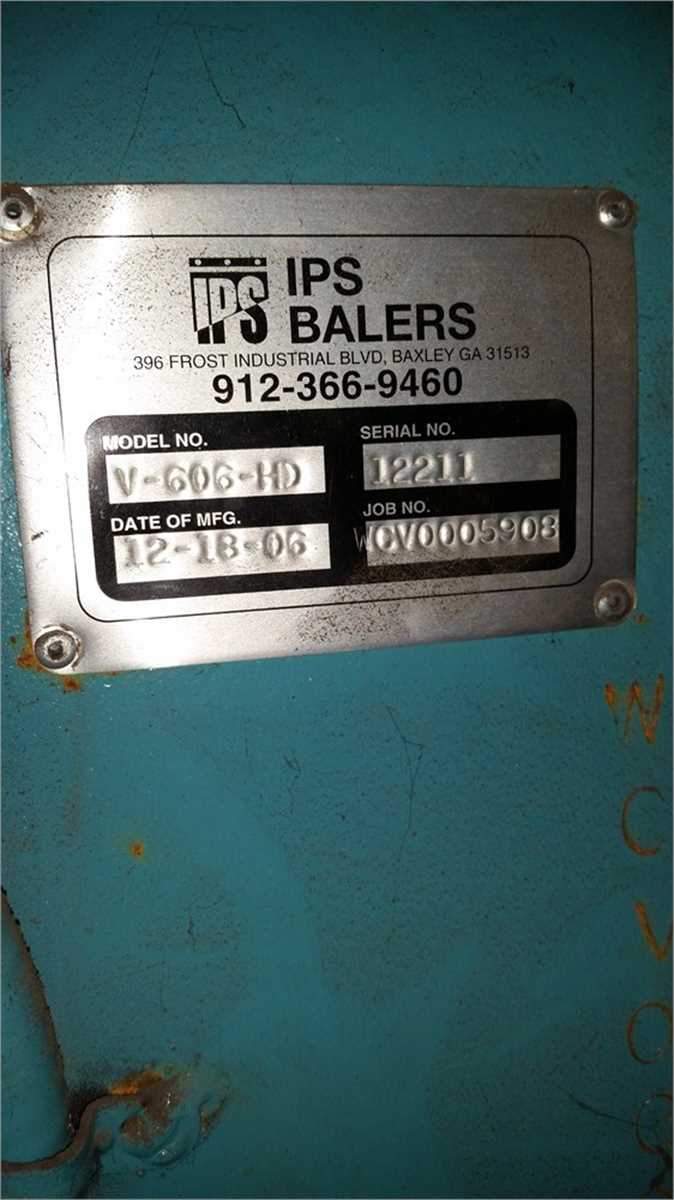 IPS
IPS
BALERS
396 FROST INDUSTRIAL BLVD, BAXLEY GA 31513
912-366-9460
MODEL NO.
V-606-HD
SERIAL NO.
12211
DATE OF MFG.
12-18-06
JOB NO.
WCV0005908
W
C
V
0